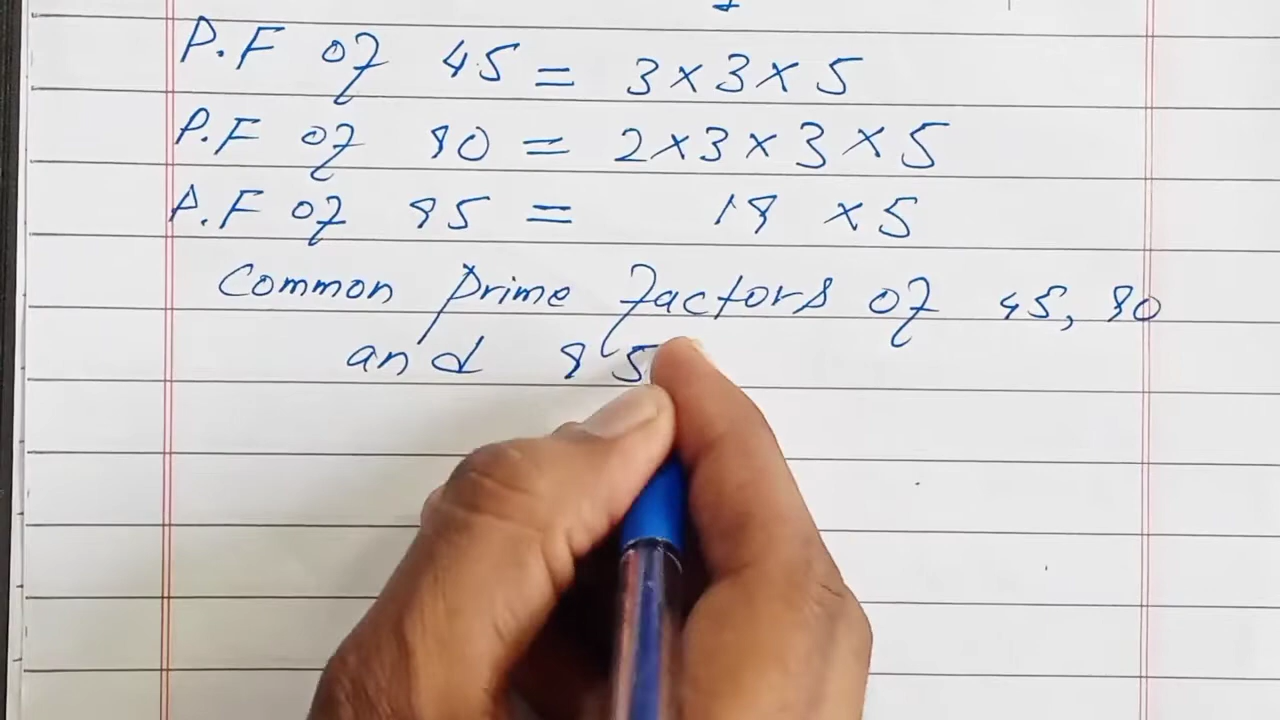 P.F of 45 = 3×3×5
P.F of 90 = 2×3×3×5
P.F of 95 = 19 ×5
Common prime factors of 45, 90
and 95